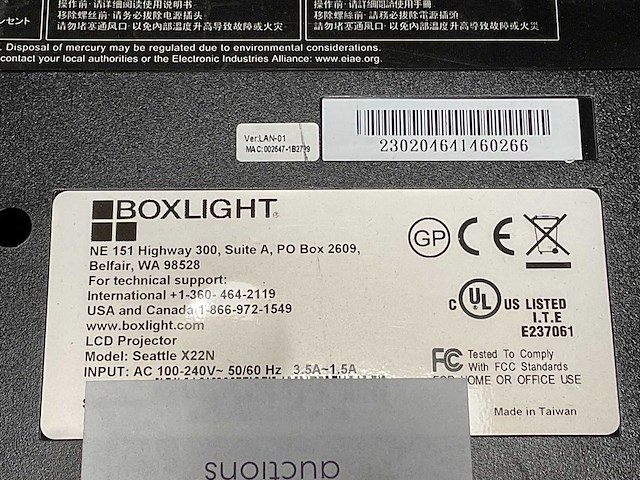 操作前·请详细阅读使用说明书
移除螺丝前·请务必拔除电源插头
请勿堵塞通风口·以免内部温度升高导致故障或火灾
操作前·請詳細閱讀使用手冊
移除螺絲前·請務必拔除電源插頭
請勿堵塞通風口·以免內部溫度升高導致故障或火災
ンセント
. Disposal of mercury may be regulated due to environmental considerations.
contact your local authorities or the Electronic Industries Alliance: www.eiae.org.
Ver:LAN-01
MAC:002647-1B2799
230204641460266
BOXLIGHT
NE 151 Highway 300, Suite A, PO Box 2609,
Belfair, WA 98528
For technical support:
International +1-360- 464-2119
USA and Canada 1-866-972-1549
www.boxlight.com
LCD Projector
Model: Seattle X22N
INPUT: AC 100-240V~ 50/60 Hz 3.5A~1.5A
GP CE
C UL US LISTED
I.T.E
E237061
FC Tested To Comply
With FCC Standards
FOR HOME OR OFFICE USE
Made in Taiwan
auctions